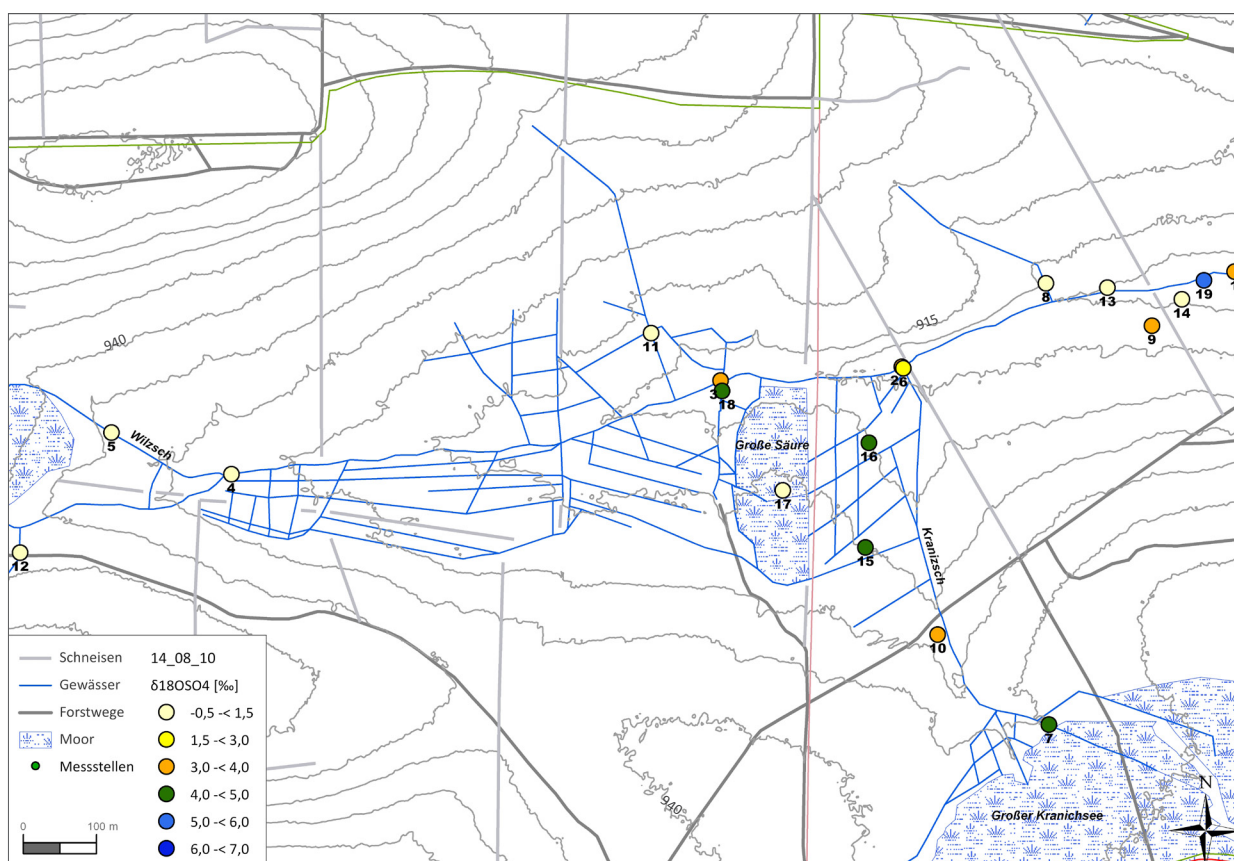 915
8
13
19
1
14
9
940
11
26
3
18
5
Wilzsch
Große Säure
16
4
17
Kranizsch
15
12
10
Schneisen 14_08_10
Gewässer δ18OSO4 [‰]
Forstwege -0,5 -< 1,5
1,5 -< 3,0
Moor 3,0 -< 4,0
Messstellen 4,0 -< 5,0
5,0 -< 6,0
6,0 -< 7,0
0 100 m
7
940
N
Großer Kranichsee